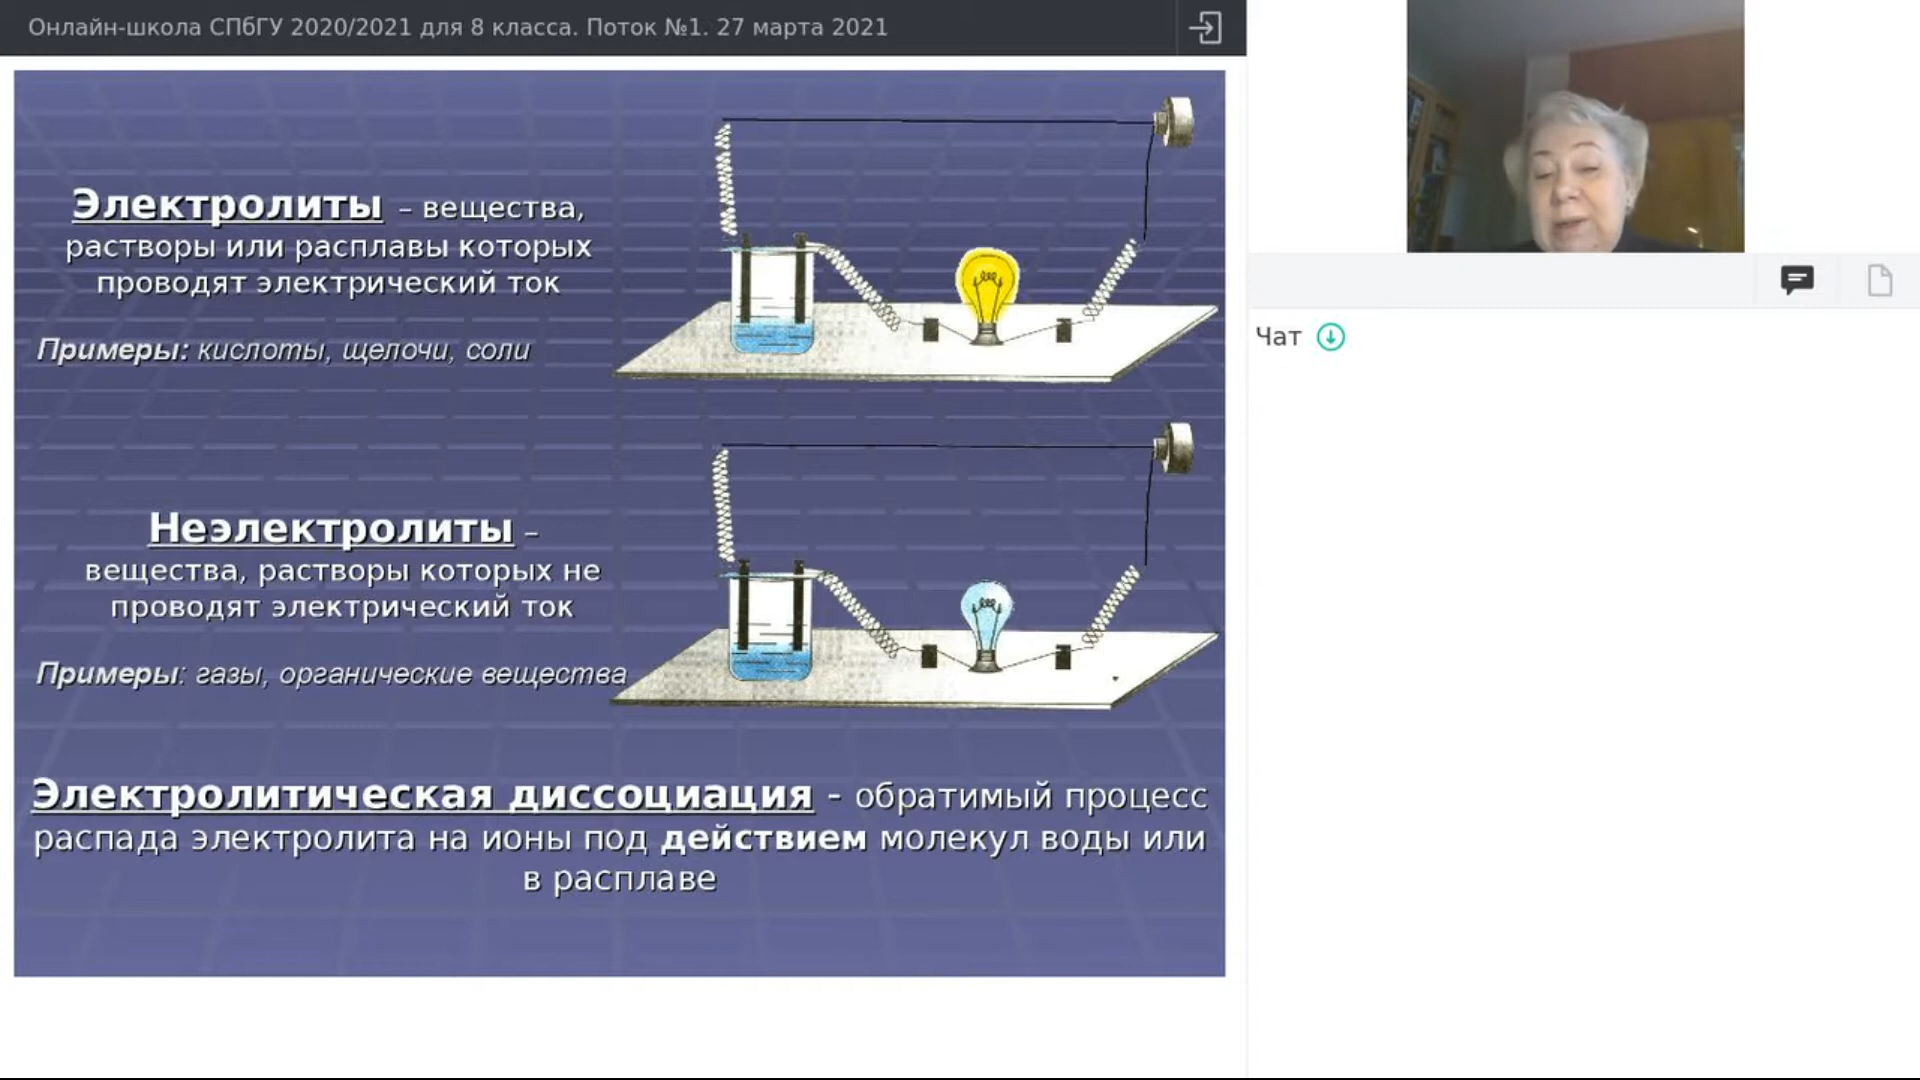 Онлайн-школа СПбГУ 2020/2021 для 8 класса. Поток №1. 27 марта 2021
Электролиты – вещества,
растворы или расплавы которых
проводят электрический ток
Примеры: кислоты, щелочи, соли
Неэлектролиты –
вещества, растворы которых не
проводят электрический ток
Примеры: газы, органические вещества
Электролитическая диссоциация - обратимый процесс
распада электролита на ионы под действием молекул воды или
в расплаве
Чат